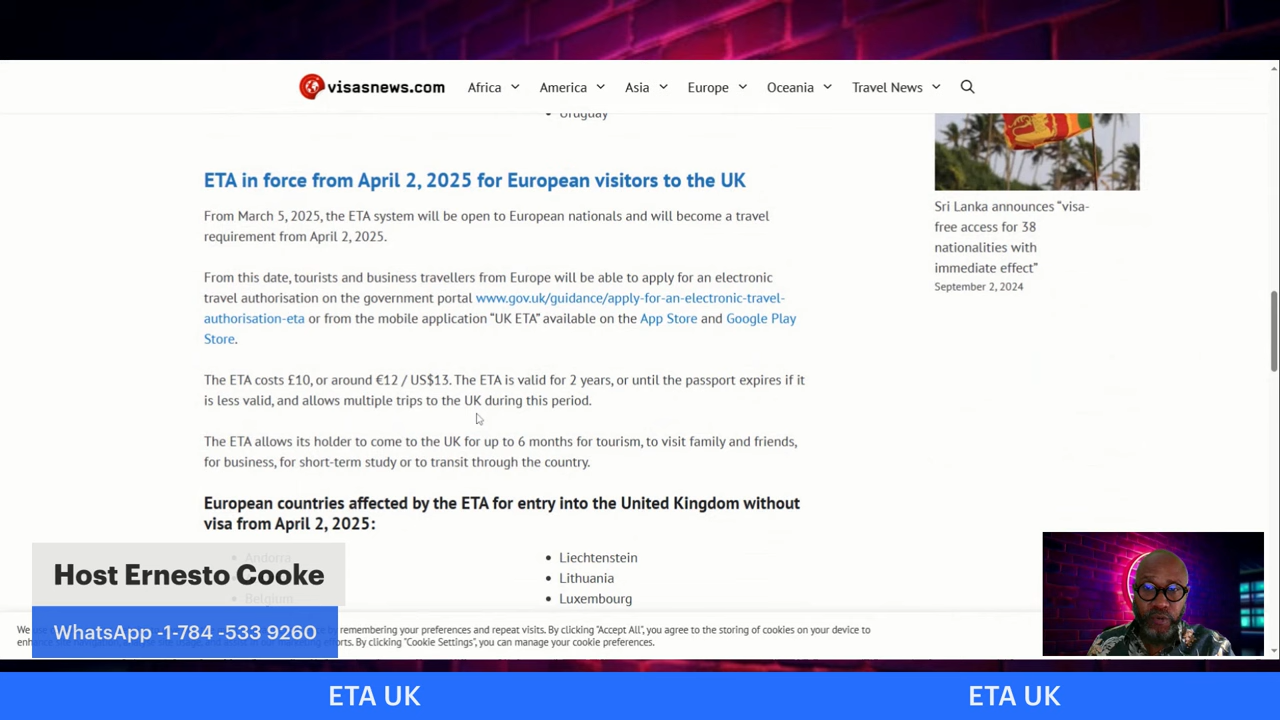 visasnews.com
Africa
America
Asia
Europe
Oceania
Travel News
Uruguay
ETA in force from April 2, 2025 for European visitors to the UK
From March 5, 2025, the ETA system will be open to European nationals and will become a travel
requirement from April 2, 2025.
From this date, tourists and business travellers from Europe will be able to apply for an electronic
travel authorisation on the government portal www.gov.uk/guidance/apply-for-an-electronic-travel-
authorisation-eta or from the mobile application “UK ETA” available on the App Store and Google Play
Store.
The ETA costs £10, or around €12 / US$13. The ETA is valid for 2 years, or until the passport expires if it
is less valid, and allows multiple trips to the UK during this period.
The ETA allows its holder to come to the UK for up to 6 months for tourism, to visit family and friends,
for business, for short-term study or to transit through the country.
European countries affected by the ETA for entry into the United Kingdom without
visa from April 2, 2025:
Andorra
Belgium
• Liechtenstein
• Lithuania
• Luxembourg
Sri Lanka announces “visa-
free access for 38
nationalities with
immediate effect”
September 2, 2024
Host Ernesto Cooke
WhatsApp -1-784 -533 9260
by remembering your preferences and repeat visits. By clicking “Accept All”, you agree to the storing of cookies on your device to
efforts. By clicking "Cookie Settings", you can manage your cookie preferences.
ETA UK
ETA UK